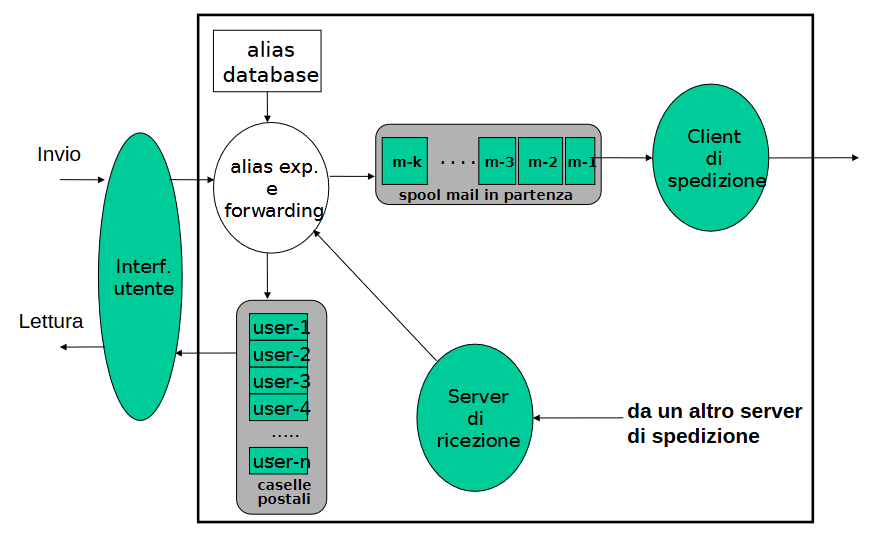 alias
database
Invio
alias exp.
e
forwarding
m-k
....
m-3
m-2
m-1
spool mail in partenza
Client
di
spedizione
Interf.
utente
Lettura
user-1
user-2
user-3
user-4
.....
user-n
caselle
postali
Server
di
ricezione
da un altro server
di spedizione